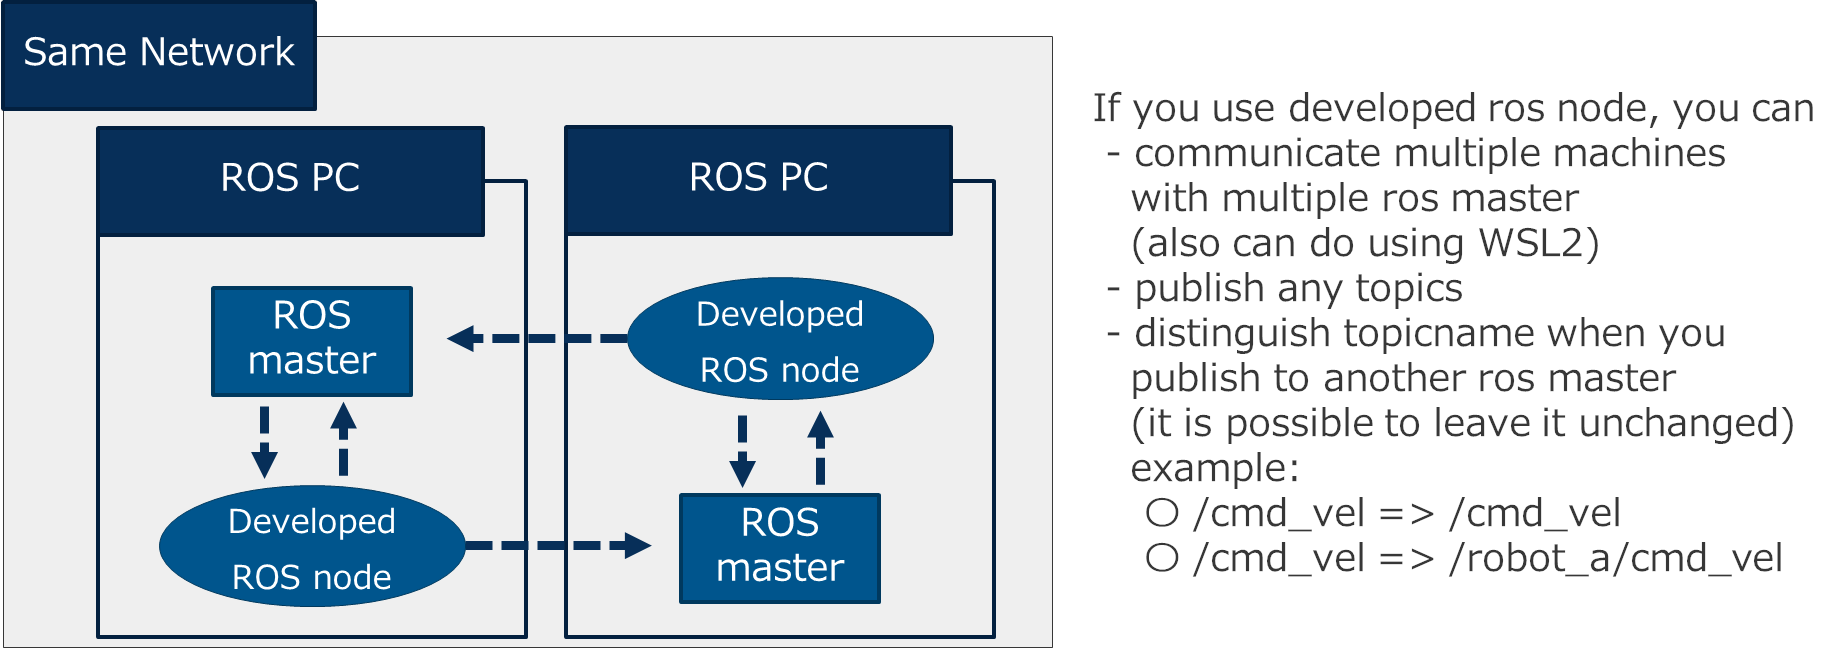 Same Network
ROS PC
ROS
master
Developed
ROS node
ROS PC
Developed
ROS node
ROS
master
If you use developed ros node, you can
- communicate multiple machines
with multiple ros master
(also can do using WSL2)
- publish any topics
- distinguish topicname when you
publish to another ros master
(it is possible to leave it unchanged)
example:
○ /cmd_vel => /cmd_vel
○ /cmd_vel => /robot_a/cmd_vel